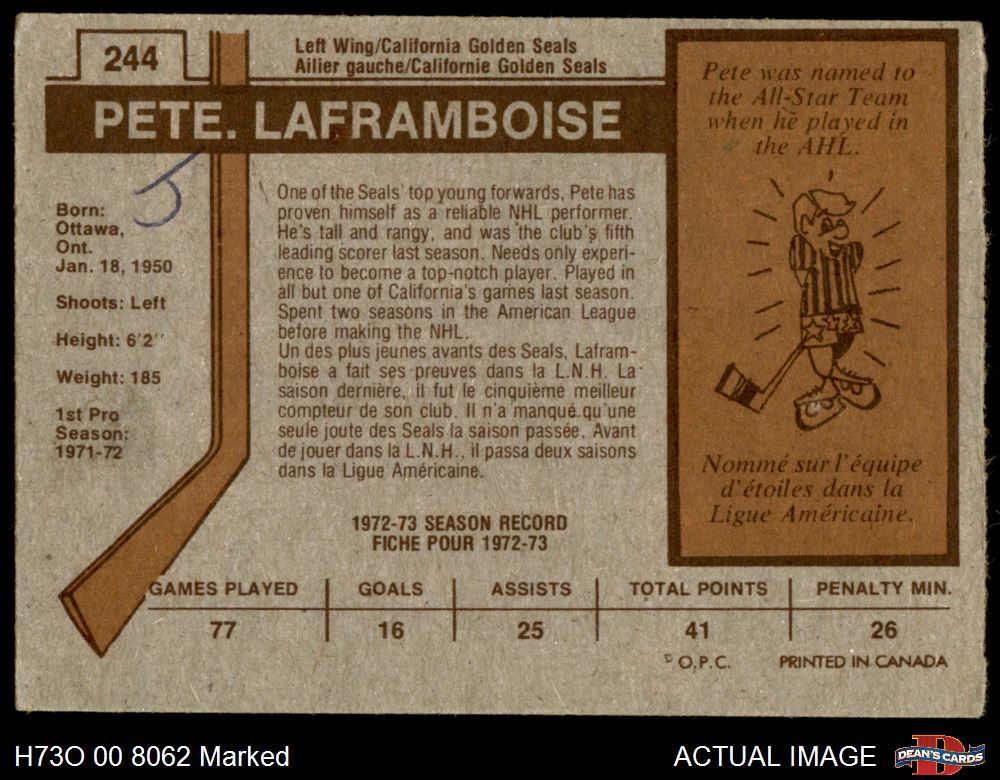 244
Left Wing/California Golden Seals
Ailier gauche/Californie Golden Seals
PETE. LAFRAMBOISE
Born:
Ottawa,
Ont.
Jan. 18, 1950
Shoots: Left
Height: 6'2''
Weight: 185
1st Pro
Season:
1971-72
One of the Seals' top young forwards, Pete has
proven himself as a reliable NHL performer.
He's tall and rangy, and was the club's fifth
leading scorer last season. Needs only experi-
ence to become a top-notch player. Played in
all but one of California's games last season.
Spent two seasons in the American League
before making the NHL.
Un des plus jeunes avants des Seals, Lafram-
boise a fait ses preuves dans la L.N.H. La
saison dernière, il fut le cinquième meilleur
compteur de son club. Il n'a manqué qu'une
seule joute des Seals la saison passée. Avant
de jouer dans la L.N.H., il passa deux saisons
dans la Ligue Américaine.
Pete was named to
the All-Star Team
when he played in
the AHL.
Nommé sur l'équipe
d'étoiles dans la
Ligue Américaine.
1972-73 SEASON RECORD
FICHE POUR 1972-73
GAMES PLAYED GOALS ASSISTS TOTAL POINTS PENALTY MIN.
77 16 25 41 26
O.P.C. PRINTED IN CANADA
H73O 00 8062 Marked
ACTUAL IMAGE
DEAN'S CARDS